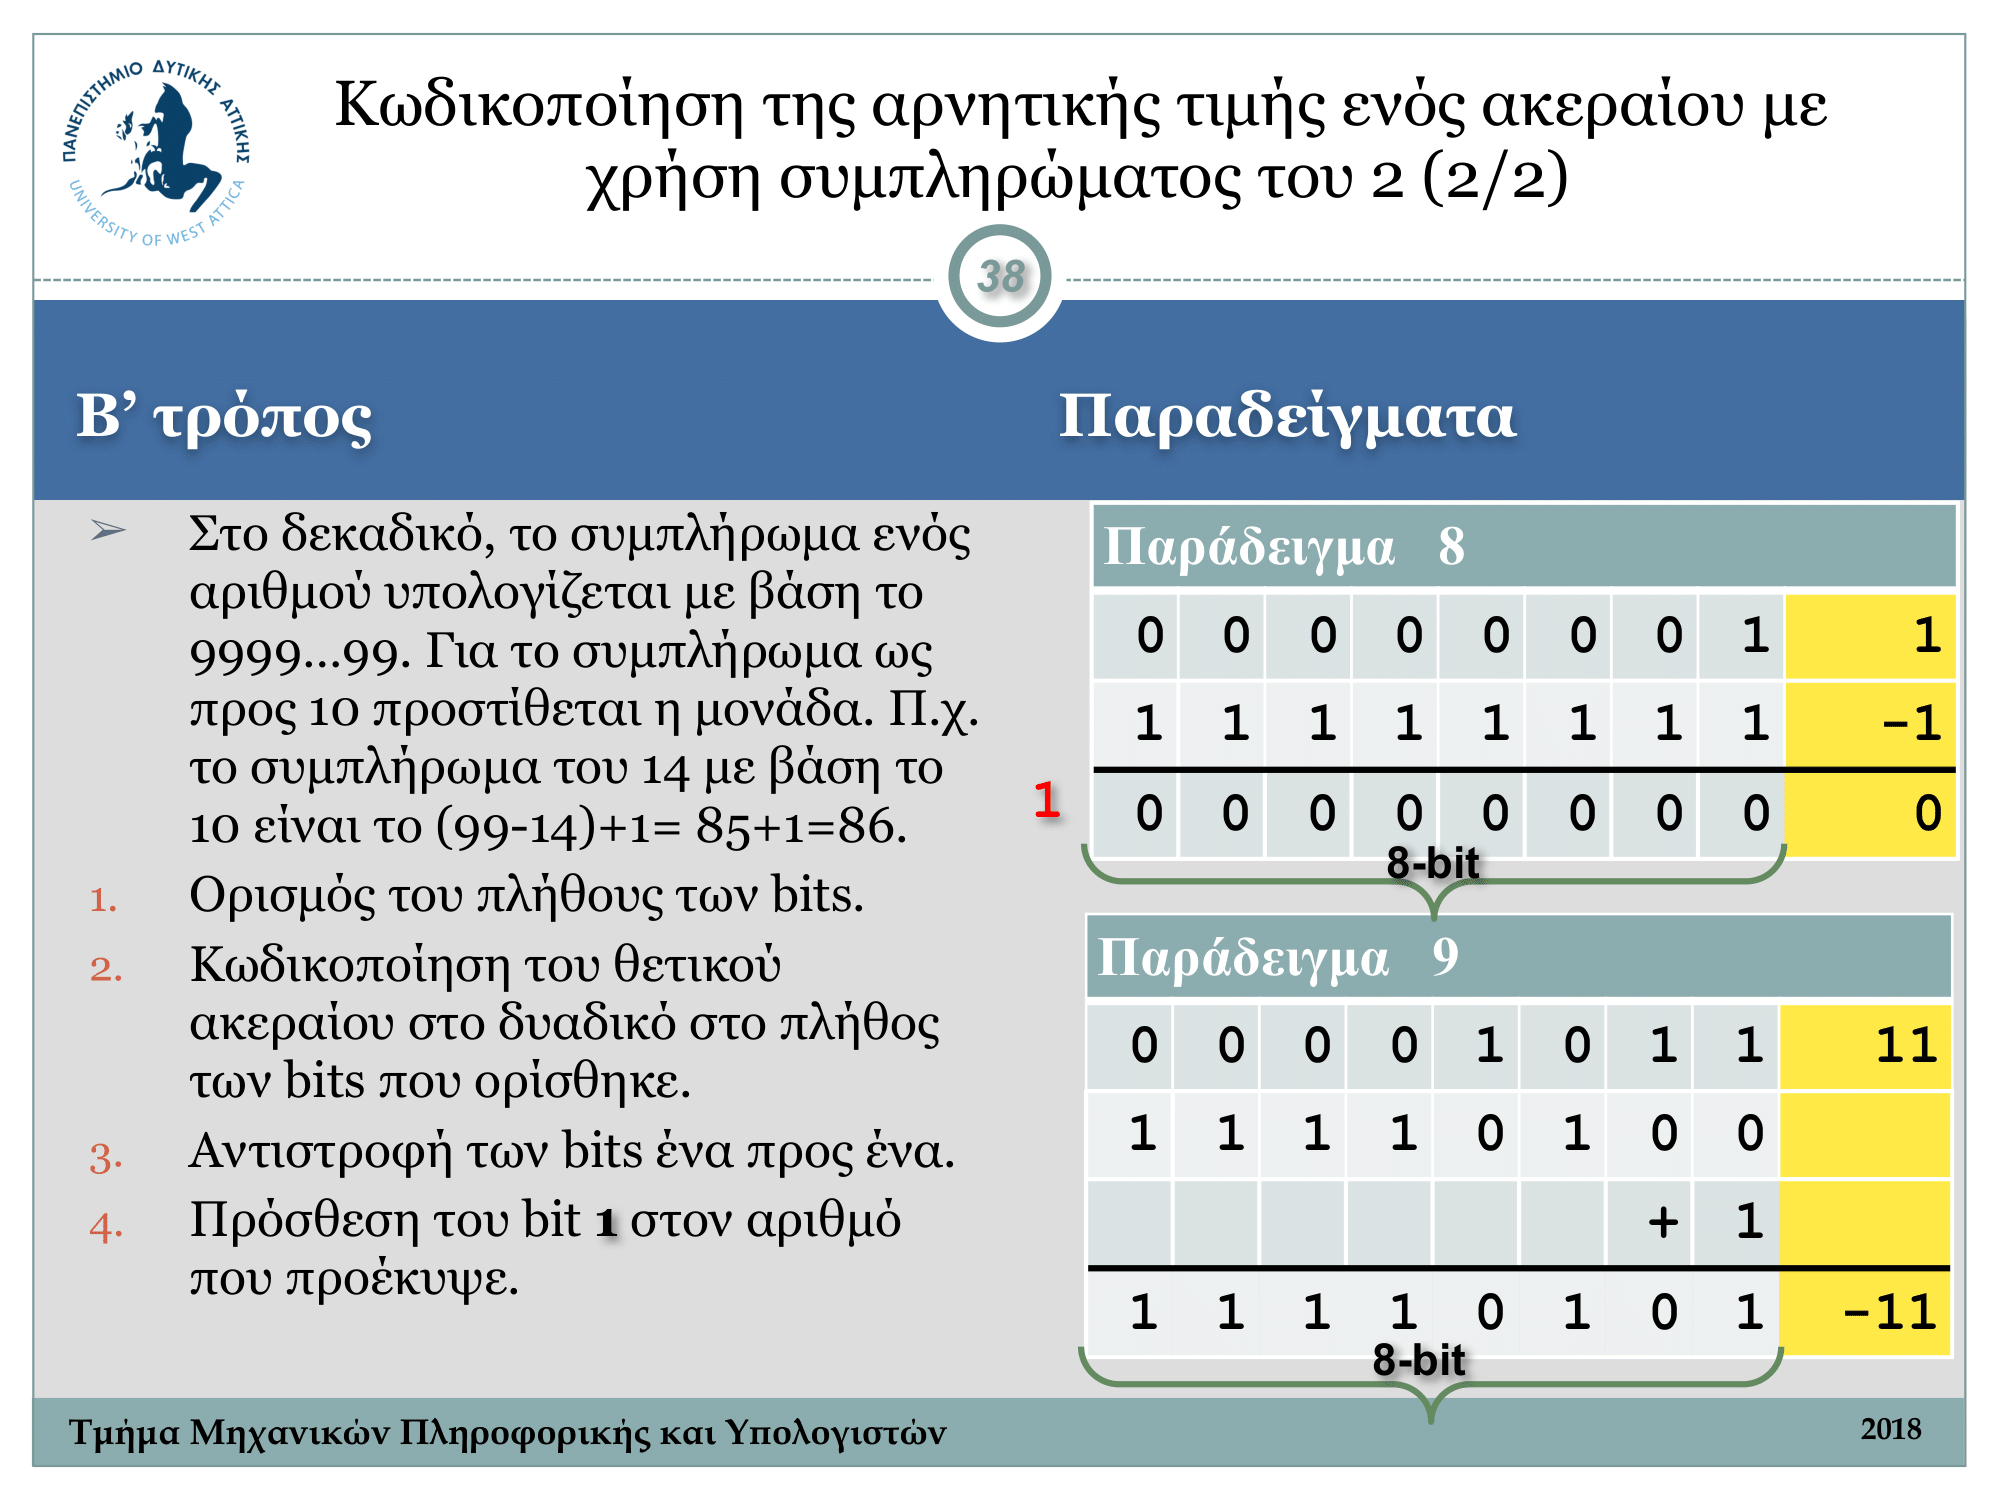 ΠΑΝΕΠΙΣΤΗΜΙΟ ΔΥΤΙΚΗΣ ΑΤΤΙΚΗΣ
UNIVERSITY OF WEST ATTICA
Κωδικοποίηση της αρνητικής τιμής ενός ακεραίου με
χρήση συμπληρώματος του 2 (2/2)
38
Β’ τρόπος
Παραδείγματα
➢ Στο δεκαδικό, το συμπλήρωμα ενός
αριθμού υπολογίζεται με βάση το
9999…99. Για το συμπλήρωμα ως
προς 10 προστίθεται η μονάδα. Π.χ.
το συμπλήρωμα του 14 με βάση το
10 είναι το (99-14)+1= 85+1=86.
1. Ορισμός του πλήθους των bits.
2. Κωδικοποίηση του θετικού
ακεραίου στο δυαδικό στο πλήθος
των bits που ορίσθηκε.
3. Αντιστροφή των bits ένα προς ένα.
4. Πρόσθεση του bit 1 στον αριθμό
που προέκυψε.
Παράδειγμα 8
0 0 0 0 0 0 0 1 1
1 1 1 1 1 1 1 1 -1
1 0 0 0 0 0 0 0 0 0
8-bit
Παράδειγμα 9
0 0 0 0 1 0 1 1 11
1 1 1 1 0 1 0 0
+ 1
1 1 1 1 0 1 0 1 -11
8-bit
Τμήμα Μηχανικών Πληροφορικής και Υπολογιστών
2018